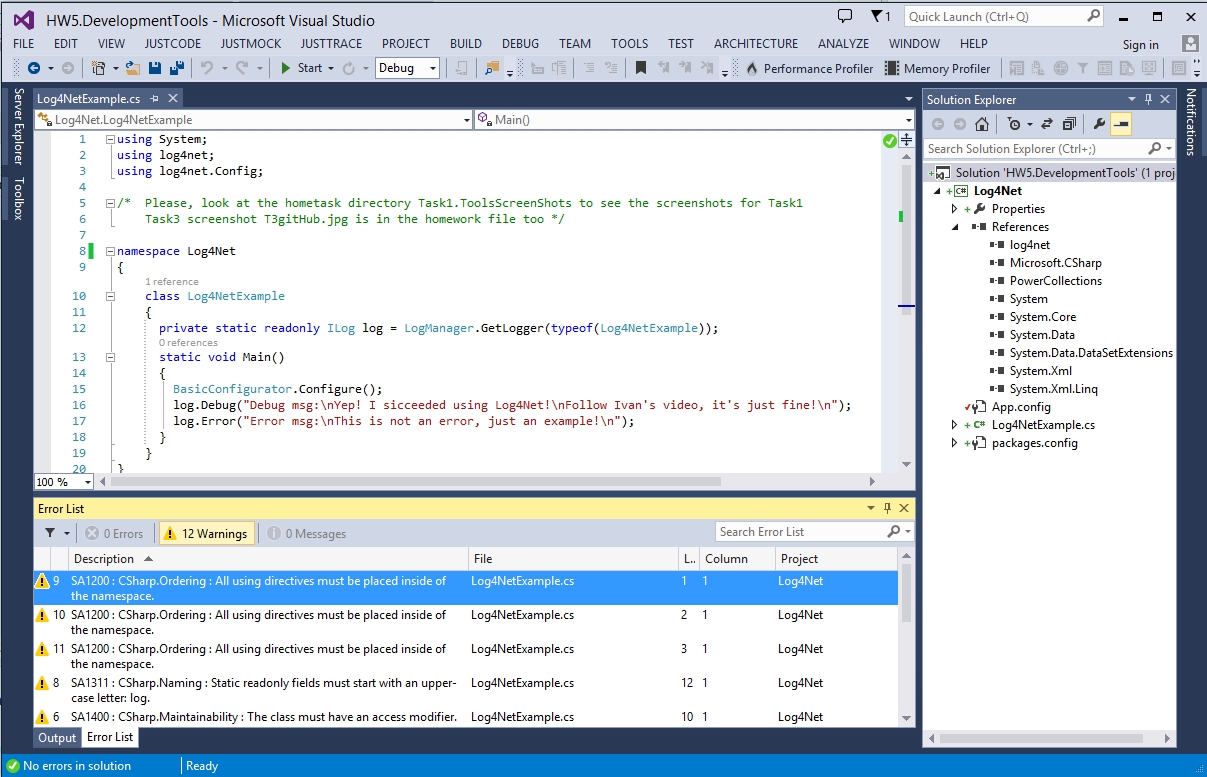 HW5.DevelopmentTools - Microsoft Visual Studio
1
Quick Launch (Ctrl+Q)
FILE EDIT VIEW JUSTCODE JUSTMOCK JUSTTRACE PROJECT BUILD DEBUG TEAM TOOLS TEST ARCHITECTURE ANALYZE WINDOW HELP Sign in
Start Debug Performance Profiler Memory Profiler
Server Explorer
Toolbox
Log4NetExample.cs
Log4Net.Log4NetExample Main()
1 using System;
2 using log4net;
3 using log4net.Config;
4
5 /* Please, look at the hometask directory Task1.ToolsScreenShots to see the screenshots for Task1
6 Task3 screenshot T3gitHub.jpg is in the homework file too */
7
8 namespace Log4Net
9 {
1 reference
10 class Log4NetExample
11 {
12 private static readonly ILog log = LogManager.GetLogger(typeof(Log4NetExample));
0 references
13 static void Main()
14 {
15 BasicConfigurator.Configure();
16 log.Debug("Debug msg:\nYep! I sicceeded using Log4Net!\nFollow Ivan's video, it's just fine!\n");
17 log.Error("Error msg:\nThis is not an error, just an example!\n");
18 }
19 }
20 }
100 %
Error List
0 Errors 12 Warnings 0 Messages Search Error List
Description File L.. Column Project
9 SA1200 : CSharp.Ordering : All using directives must be placed inside of Log4NetExample.cs 1 1 Log4Net
the namespace.
10 SA1200 : CSharp.Ordering : All using directives must be placed inside of Log4NetExample.cs 2 1 Log4Net
the namespace.
11 SA1200 : CSharp.Ordering : All using directives must be placed inside of Log4NetExample.cs 3 1 Log4Net
the namespace.
8 SA1311 : CSharp.Naming : Static readonly fields must start with an upper- Log4NetExample.cs 12 1 Log4Net
case letter: log.
6 SA1400 : CSharp.Maintainability : The class must have an access modifier. Log4NetExample.cs 10 1 Log4Net
Output Error List
Solution Explorer
Search Solution Explorer (Ctrl+;)
Solution 'HW5.DevelopmentTools' (1 proj
C# Log4Net
Properties
References
log4net
Microsoft.CSharp
PowerCollections
System
System.Core
System.Data
System.Data.DataSetExtensions
System.Xml
System.Xml.Linq
App.config
C# Log4NetExample.cs
packages.config
Notifications
No errors in solution Ready